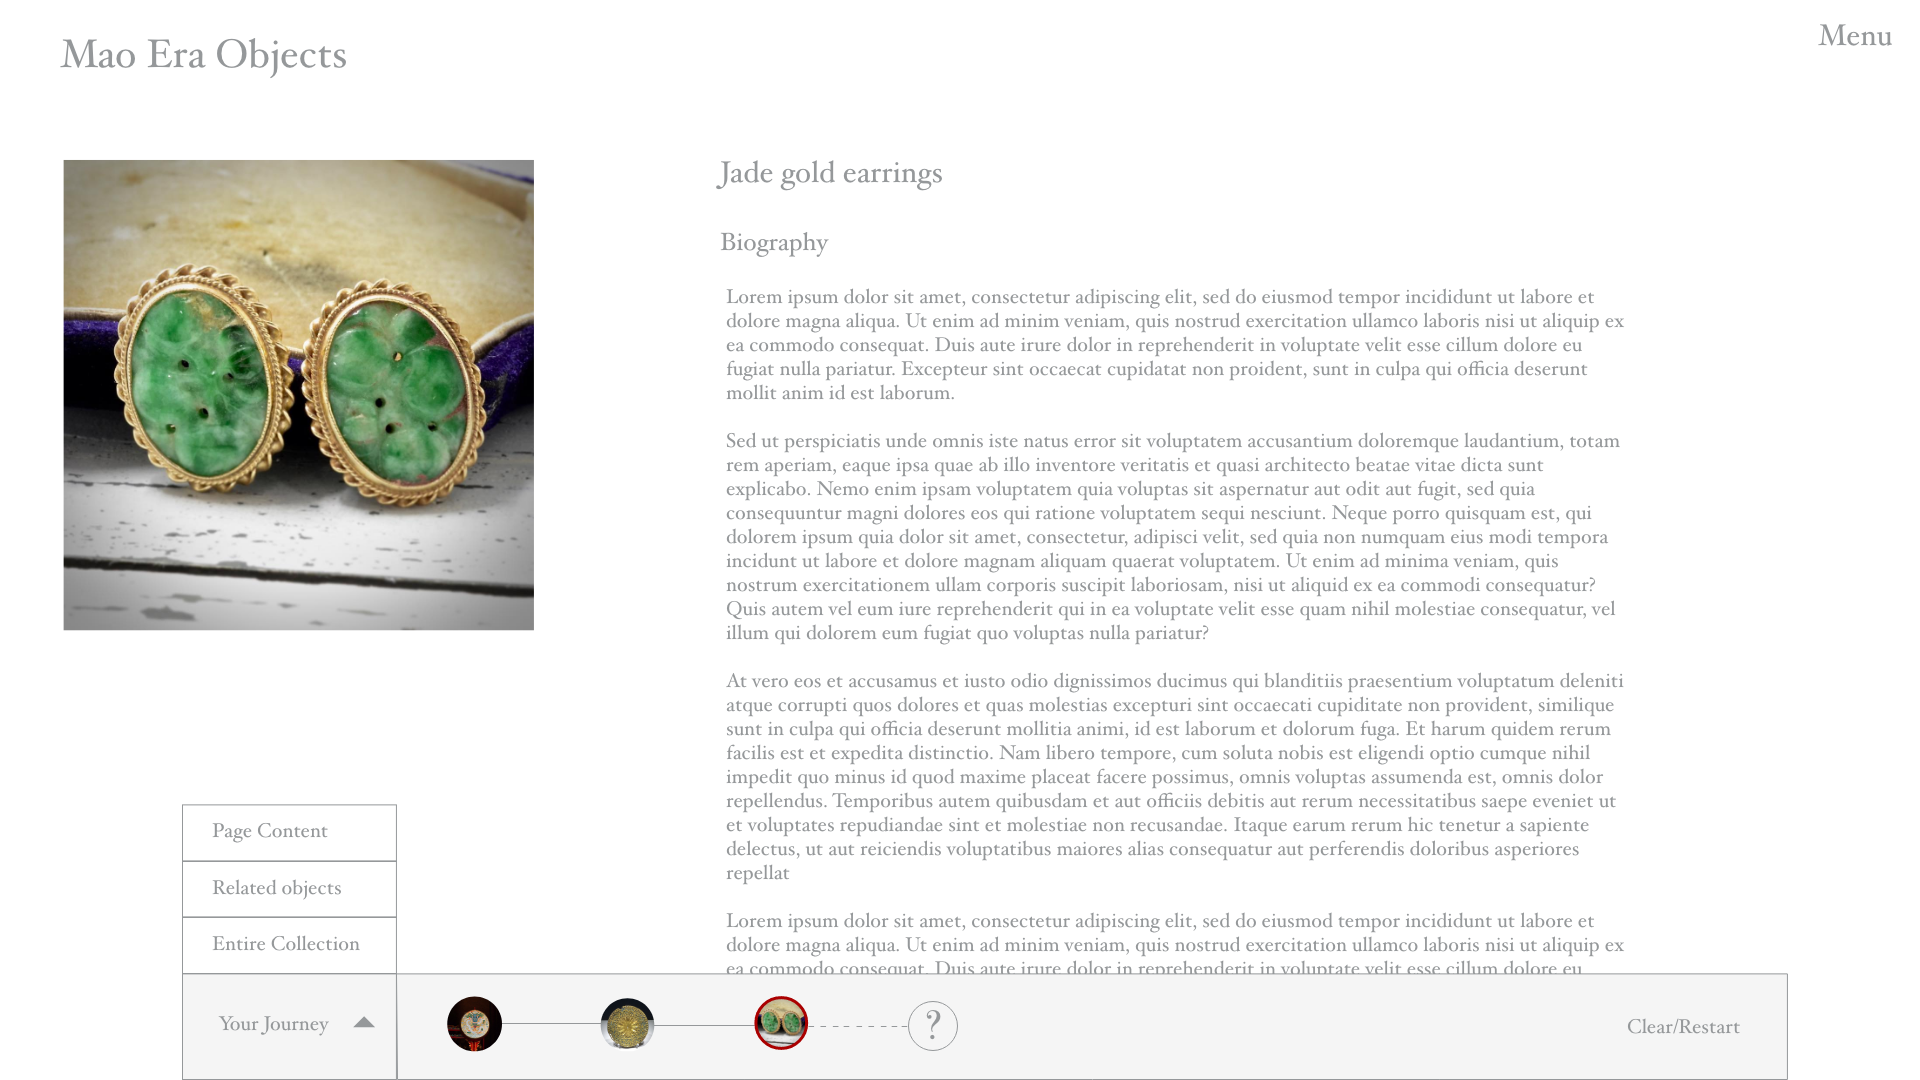 Mao Era Objects
Menu
Jade gold earrings
Biography
Lorem ipsum dolor sit amet, consectetur adipiscing elit, sed do eiusmod tempor incididunt ut labore et
dolore magna aliqua. Ut enim ad minim veniam, quis nostrud exercitation ullamco laboris nisi ut aliquip ex
ea commodo consequat. Duis aute irure dolor in reprehenderit in voluptate velit esse cillum dolore eu
fugiat nulla pariatur. Excepteur sint occaecat cupidatat non proident, sunt in culpa qui officia deserunt
mollit anim id est laborum.
Sed ut perspiciatis unde omnis iste natus error sit voluptatem accusantium doloremque laudantium, totam
rem aperiam, eaque ipsa quae ab illo inventore veritatis et quasi architecto beatae vitae dicta sunt
explicabo. Nemo enim ipsam voluptatem quia voluptas sit aspernatur aut odit aut fugit, sed quia
consequuntur magni dolores eos qui ratione voluptatem sequi nesciunt. Neque porro quisquam est, qui
dolorem ipsum quia dolor sit amet, consectetur, adipisci velit, sed quia non numquam eius modi tempora
incidunt ut labore et dolore magnam aliquam quaerat voluptatem. Ut enim ad minima veniam, quis
nostrum exercitationem ullam corporis suscipit laboriosam, nisi ut aliquid ex ea commodi consequatur?
Quis autem vel eum iure reprehenderit qui in ea voluptate velit esse quam nihil molestiae consequatur, vel
illum qui dolorem eum fugiat quo voluptas nulla pariatur?
At vero eos et accusamus et iusto odio dignissimos ducimus qui blanditiis praesentium voluptatum deleniti
atque corrupti quos dolores et quas molestias excepturi sint occaecati cupiditate non provident, similique
sunt in culpa qui officia deserunt mollitia animi, id est laborum et dolorum fuga. Et harum quidem rerum
facilis est et expedita distinctio. Nam libero tempore, cum soluta nobis est eligendi optio cumque nihil
impedit quo minus id quod maxime placeat facere possimus, omnis voluptas assumenda est, omnis dolor
repellendus. Temporibus autem quibusdam et aut officiis debitis aut rerum necessitatibus saepe eveniet ut
et voluptates repudiandae sint et molestiae non recusandae. Itaque earum rerum hic tenetur a sapiente
delectus, ut aut reiciendis voluptatibus maiores alias consequatur aut perferendis doloribus asperiores
repellat
Lorem ipsum dolor sit amet, consectetur adipiscing elit, sed do eiusmod tempor incididunt ut labore et
dolore magna aliqua. Ut enim ad minim veniam, quis nostrud exercitation ullamco laboris nisi ut aliquip ex
ea commodo consequat. Duis aute irure dolor in reprehenderit in voluptate velit esse cillum dolore eu
Page Content
Related objects
Entire Collection
Your Journey
?
Clear/Restart